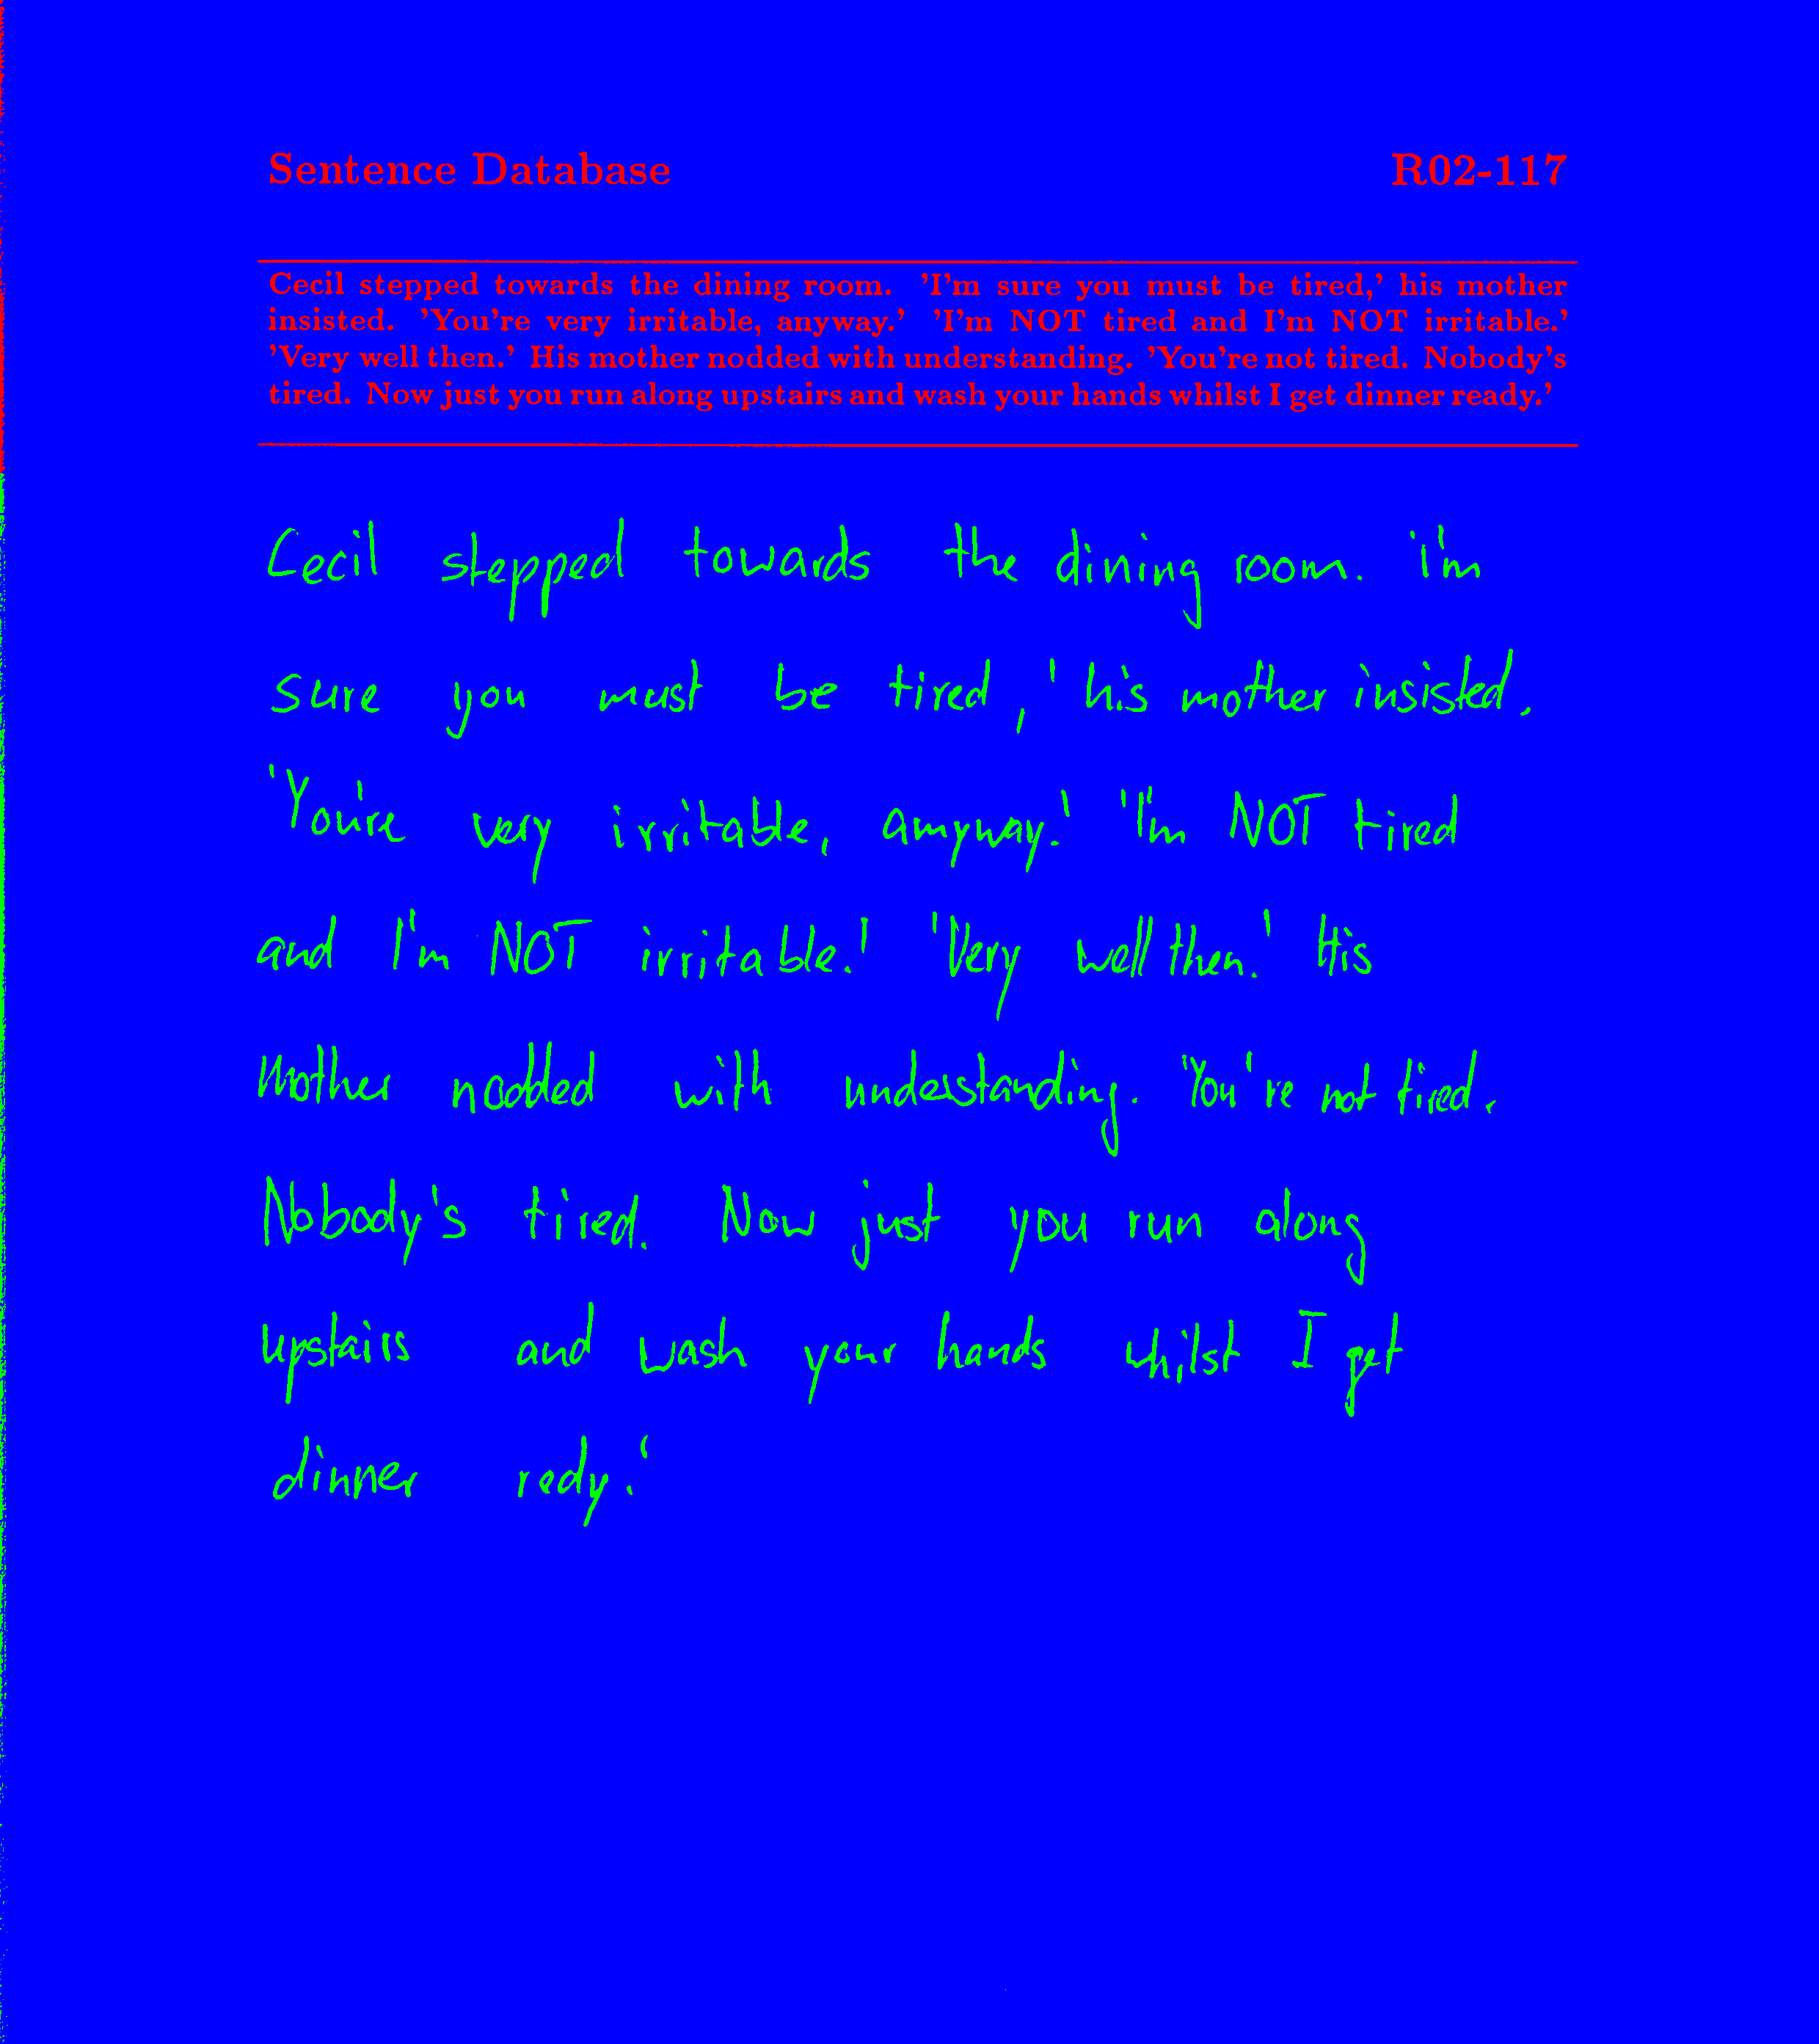 Sentence Database R02-117
Cecil stepped towards the dining room. 'I'm sure you must be tired,' his mother
insisted. 'You're very irritable, anyway.' 'I'm NOT tired and I'm NOT irritable.'
'Very well then.' His mother nodded with understanding. 'You're not tired. Nobody's
tired. Now just you run along upstairs and wash your hands whilst I get dinner ready.'
Cecil stepped towards the dining room. 'I'm
sure you must be tired,' his mother insisted.
'You're very irritable, anyway.' 'I'm NOT tired
and I'm NOT irritable.' 'Very well then.' His
mother nodded with understanding. 'You're not tired.
Nobody's tired. Now just you run along
upstairs and wash your hands whilst I get
dinner redy.'